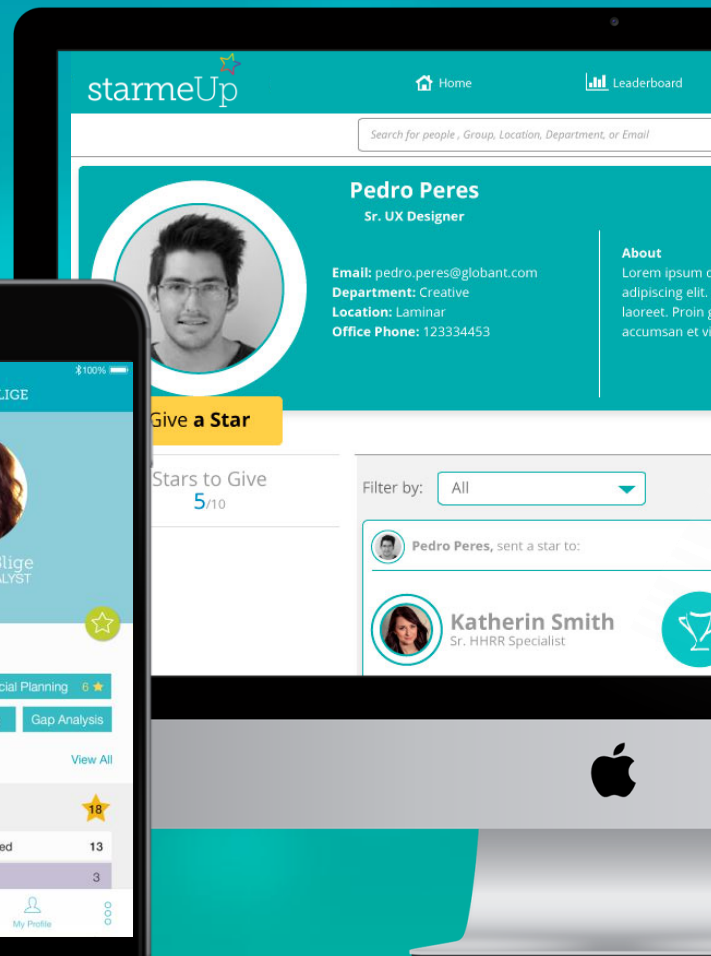 starmeUp
Home
Leaderboard
Search for people , Group, Location, Department, or Email
Pedro Peres
Sr. UX Designer
Email: pedro.peres@globant.com
Department: Creative
Location: Laminar
Office Phone: 123334453
About
Lorem ipsum
adipiscing elit.
laoreet. Proin
accumsan et
Give a Star
Stars to Give
5/10
Filter by:
All
Pedro Peres, sent a star to:
Katherin Smith
Sr. HHRR Specialist
100%
LIGE
lige
LYST
cial Planning 6
Gap Analysis
View All
18
ed 13
3
My Profile